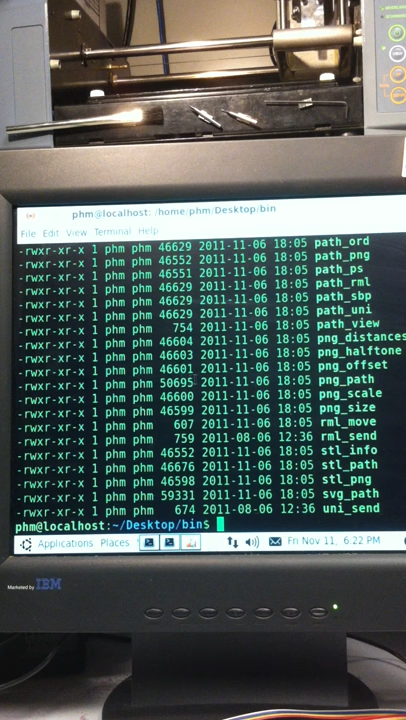 phm@localhost: /home/phm/Desktop/bin
File Edit View Terminal Help
-rwxr-xr-x 1 phm phm 46629 2011-11-06 18:05 path_ord
-rwxr-xr-x 1 phm phm 46552 2011-11-06 18:05 path_png
-rwxr-xr-x 1 phm phm 46551 2011-11-06 18:05 path_ps
-rwxr-xr-x 1 phm phm 46629 2011-11-06 18:05 path_rml
-rwxr-xr-x 1 phm phm 46629 2011-11-06 18:05 path_sbp
-rwxr-xr-x 1 phm phm 46629 2011-11-06 18:05 path_uni
-rwxr-xr-x 1 phm phm 754 2011-11-06 18:05 path_view
-rwxr-xr-x 1 phm phm 46604 2011-11-06 18:05 png_distances
-rwxr-xr-x 1 phm phm 46603 2011-11-06 18:05 png_halftone
-rwxr-xr-x 1 phm phm 46601 2011-11-06 18:05 png_offset
-rwxr-xr-x 1 phm phm 50695 2011-11-06 18:05 png_path
-rwxr-xr-x 1 phm phm 46600 2011-11-06 18:05 png_scale
-rwxr-xr-x 1 phm phm 46599 2011-11-06 18:05 png_size
-rwxr-xr-x 1 phm phm 607 2011-11-06 18:05 rml_move
-rwxr-xr-x 1 phm phm 759 2011-08-06 12:36 rml_send
-rwxr-xr-x 1 phm phm 46552 2011-11-06 18:05 stl_info
-rwxr-xr-x 1 phm phm 46676 2011-11-06 18:05 stl_path
-rwxr-xr-x 1 phm phm 46598 2011-11-06 18:05 stl_png
-rwxr-xr-x 1 phm phm 59331 2011-11-06 18:05 svg_path
-rwxr-xr-x 1 phm phm 674 2011-08-06 12:36 uni_send
phm@localhost:~/Desktop/bin$
Applications Places Fri Nov 11, 6:22 PM
Marketed by IBM